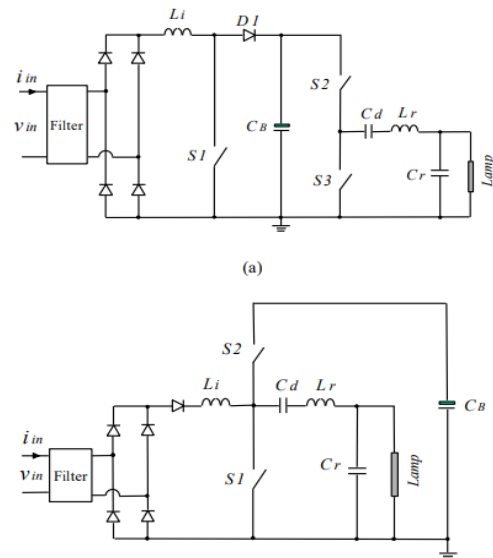 Li
D1
i in
v in
Filter
S1
CB
S2
S3
Cd
Lr
Cr
Lamp
(a)
S2
Li
Cd
Lr
CB
i in
v in
Filter
S1
Cr
Lamp